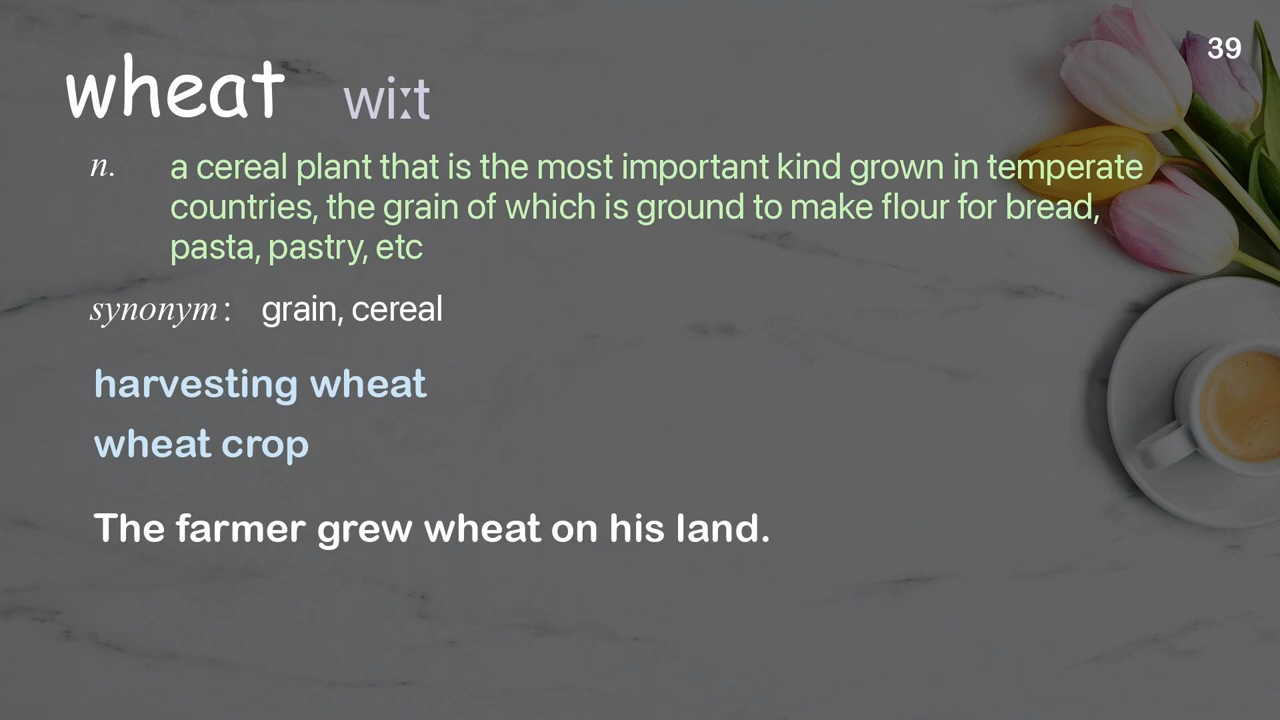 39
wheat wiːt
n. a cereal plant that is the most important kind grown in temperate
countries, the grain of which is ground to make flour for bread,
pasta, pastry, etc
synonym: grain, cereal
harvesting wheat
wheat crop
The farmer grew wheat on his land.